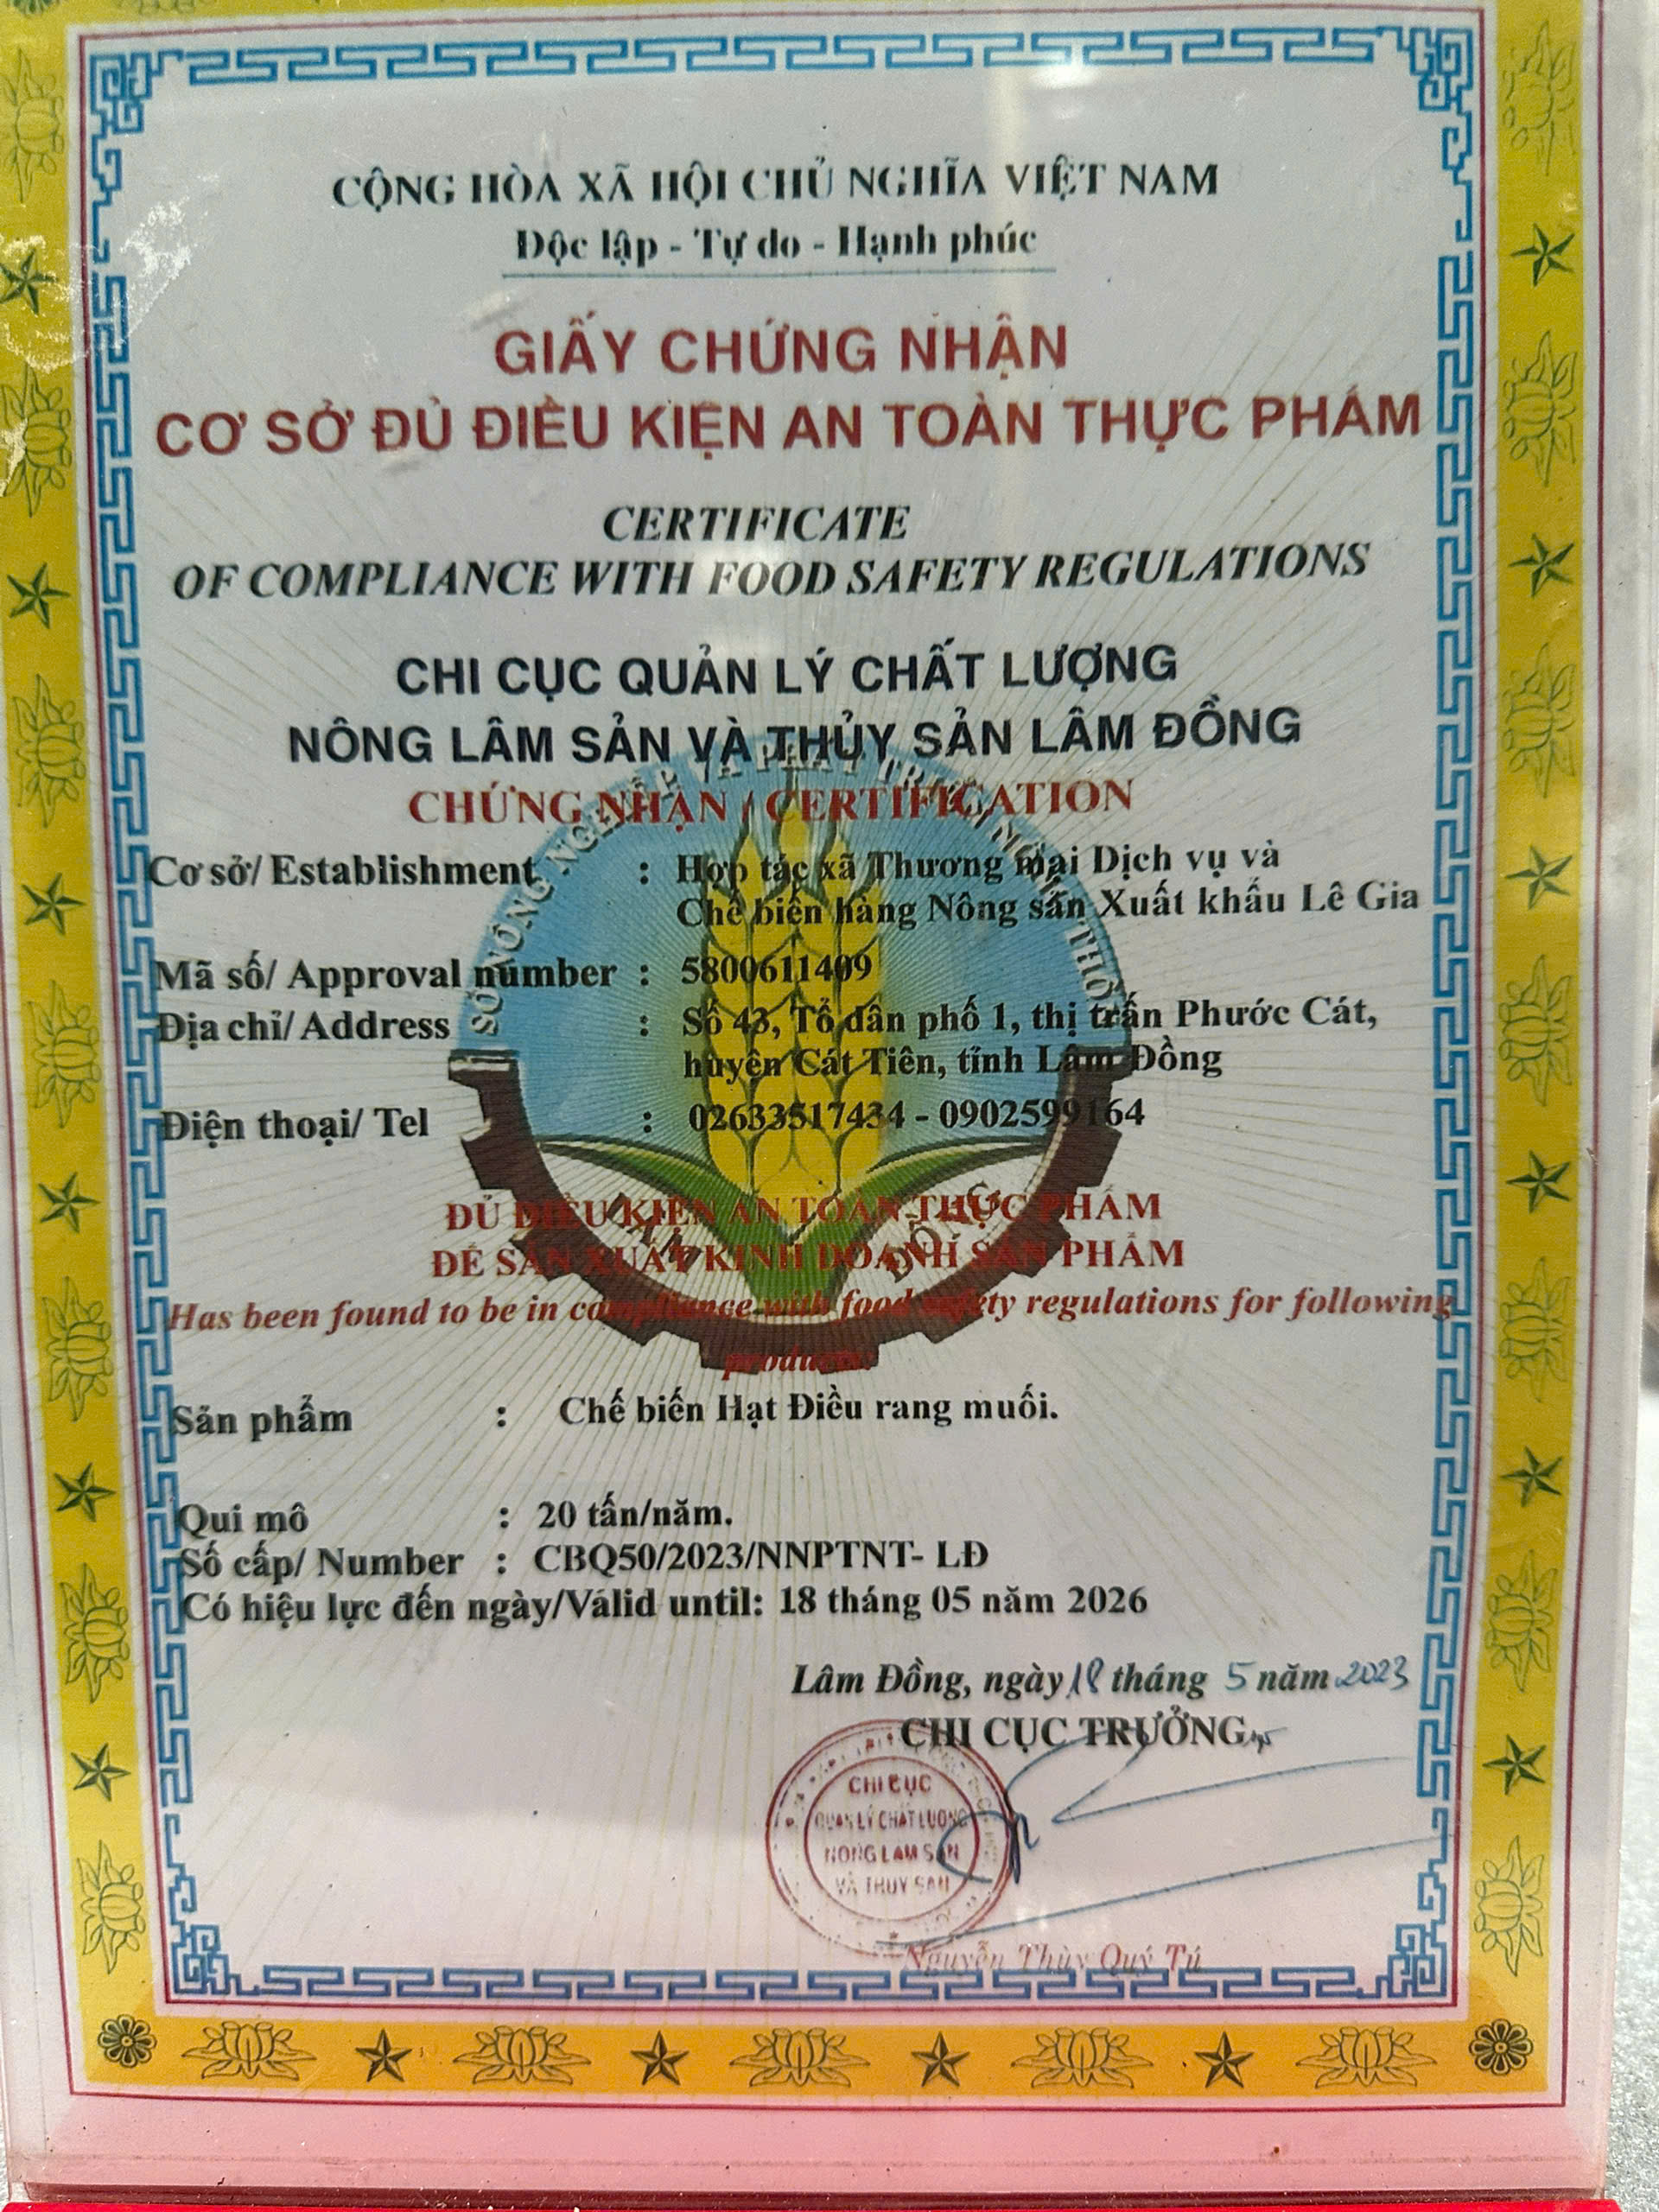 CỘNG HÒA XÃ HỘI CHỦ NGHĨA VIỆT NAM
Độc lập - Tự do - Hạnh phúc
GIẤY CHỨNG NHẬN
CƠ SỞ ĐỦ ĐIỀU KIỆN AN TOÀN THỰC PHẨM
CERTIFICATE
OF COMPLIANCE WITH FOOD SAFETY REGULATIONS
CHI CỤC QUẢN LÝ CHẤT LƯỢNG
NÔNG LÂM SẢN VÀ THỦY SẢN LÂM ĐỒNG
CHỨNG NHẬN / CERTIFICATION
Cơ sở/ Establishment : Hợp tác xã Thương mại Dịch vụ và
Chế biến hàng Nông sản Xuất khẩu Lê Gia
Mã số/ Approval number : 5800611409
Địa chỉ/ Address : Số 43, Tổ dân phố 1, thị trấn Phước Cát,
huyện Cát Tiên, tỉnh Lâm Đồng
Điện thoại/ Tel : 02633517434 - 0902599164
ĐỦ ĐIỀU KIỆN AN TOÀN THỰC PHẨM
ĐỂ SẢN XUẤT KINH DOANH SẢN PHẨM
Has been found to be in compliance with food safety regulations for following
products:
Sản phẩm : Chế biến Hạt Điều rang muối.
Qui mô : 20 tấn/năm.
Số cấp/ Number : CBQ50/2023/NNPTNT- LĐ
Có hiệu lực đến ngày/Valid until: 18 tháng 05 năm 2026
Lâm Đồng, ngày 18 tháng 5 năm 2023
CHI CỤC TRƯỞNG
CHI CỤC
QUẢN LÝ CHẤT LƯỢNG
NÔNG LÂM SẢN
VÀ THỦY SẢN
Nguyễn Thùy Quý Tú